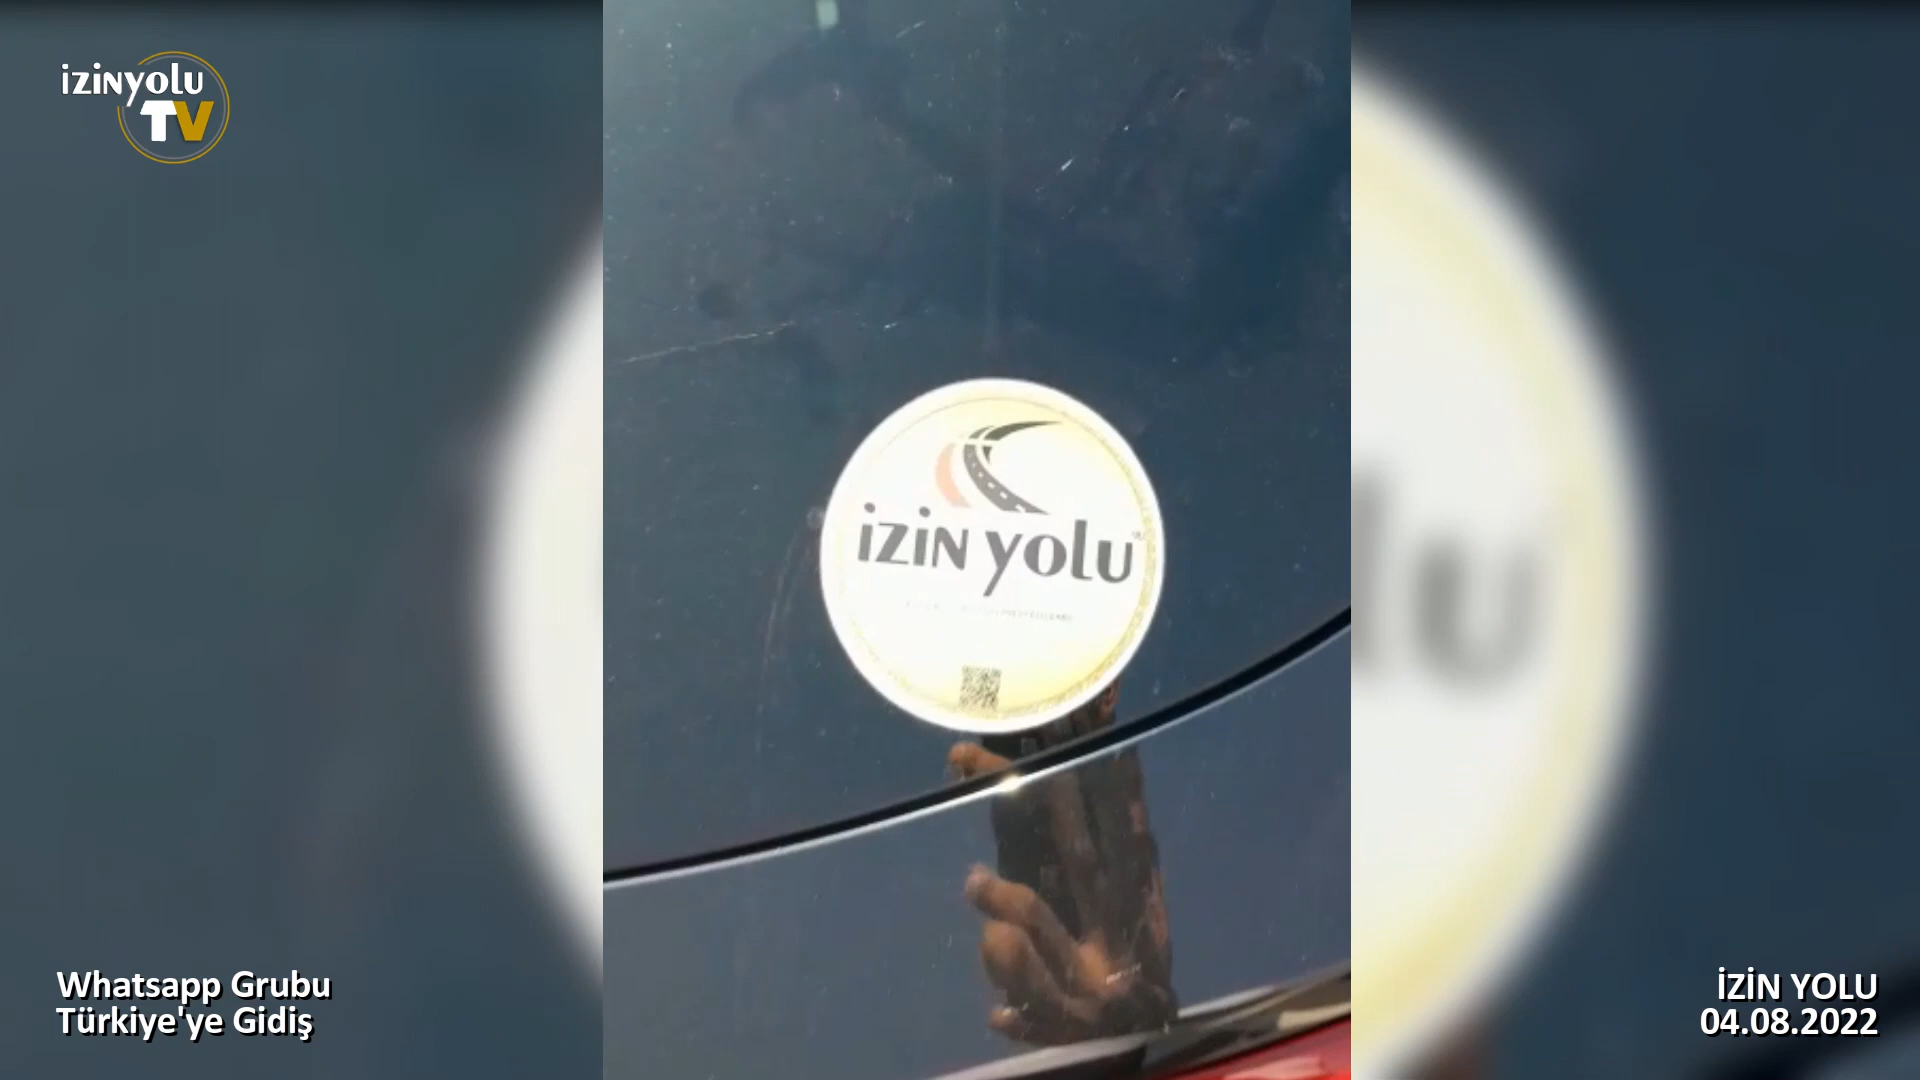 izinyolu
TV
izin yolu
Whatsapp Grubu
Türkiye'ye Gidiş
İZİN YOLU
04.08.2022